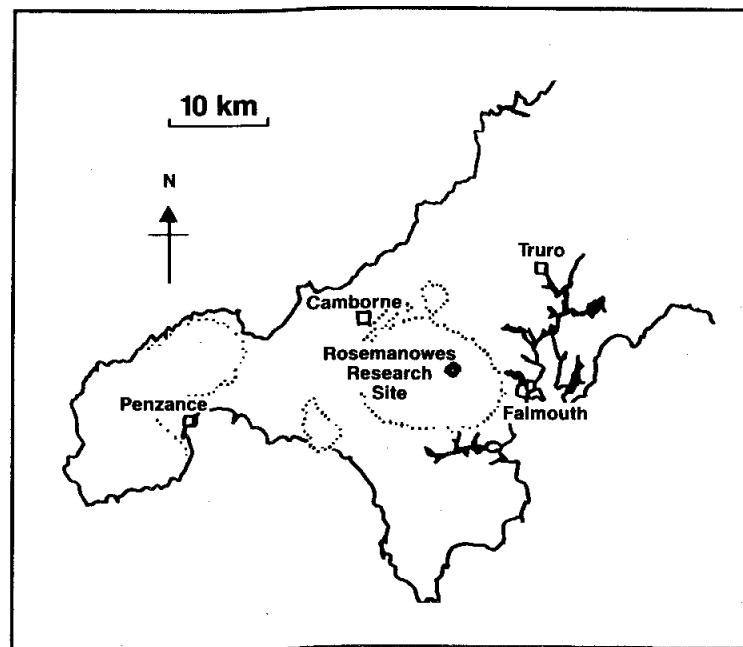 10 km
N
Truro
Camborne
Rosemanowes
Research
Site
Penzance
Falmouth